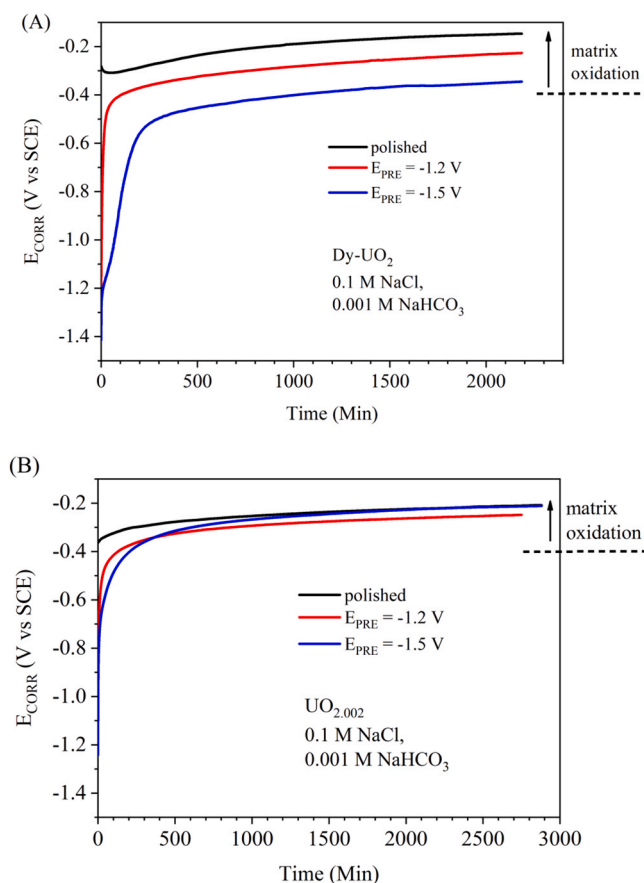 (A)
-0.2
-0.4
-0.6
-0.8
-1.0
-1.2
-1.4
E_CORR (V vs SCE)
matrix
oxidation
polished
E_PRE = -1.2 V
E_PRE = -1.5 V
Dy-UO₂
0.1 M NaCl,
0.001 M NaHCO₃
0 500 1000 1500 2000
Time (Min)
(B)
-0.2
-0.4
-0.6
-0.8
-1.0
-1.2
-1.4
E_CORR (V vs SCE)
matrix
oxidation
polished
E_PRE = -1.2 V
E_PRE = -1.5 V
UO₂.₀₀₂
0.1 M NaCl,
0.001 M NaHCO₃
0 500 1000 1500 2000 2500 3000
Time (Min)